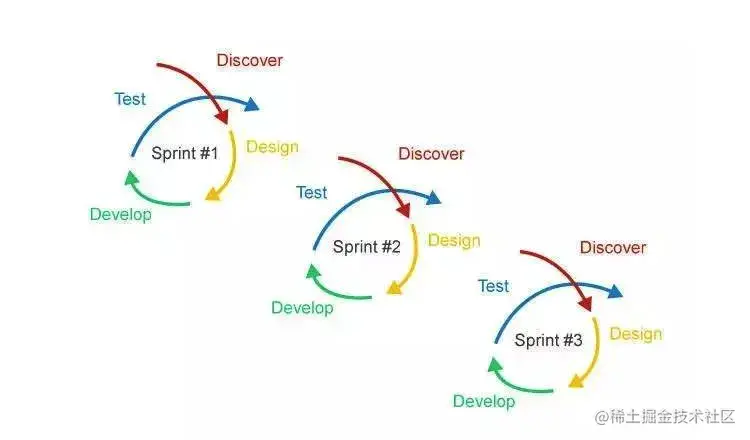 Discover
Test
Sprint #1
Design
Develop
Discover
Test
Sprint #2
Design
Develop
Discover
Test
Sprint #3
Design
Develop
@稀土掘金技术社区